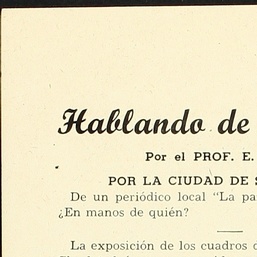 Hablando de
Por el PROF. E.
POR LA CIUDAD DE S
De un periódico local "La pa
¿En manos de quién?
La exposición de los cuadros d